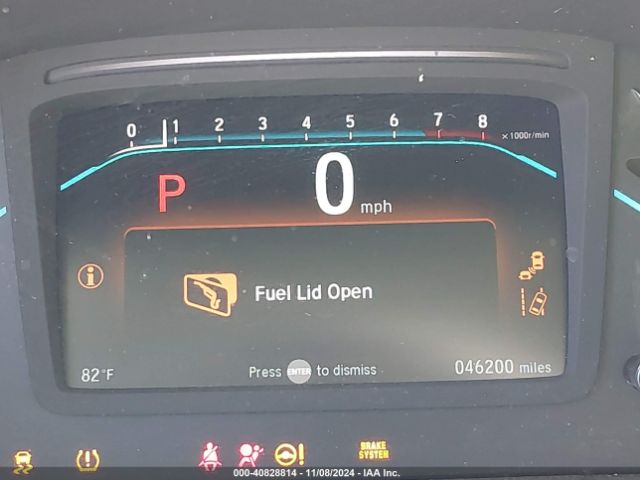 0 1 2 3 4 5 6 7 8 x1000r/min
P 0 mph
i
Fuel Lid Open
82°F Press ENTER to dismiss 046200 miles
BRAKE
SYSTEM
000-40828814 - 11/08/2024 - IAA Inc.